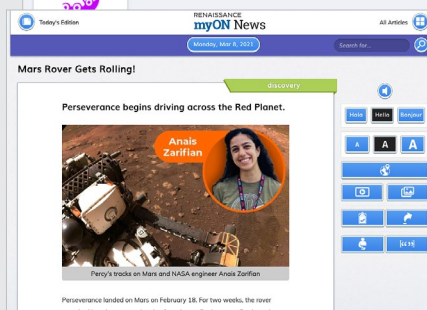 Today's Edition
RENAISSANCE
myON News
All Articles
Monday, Mar 8, 2021
Search for...
Mars Rover Gets Rolling!
discovery
Perseverance begins driving across the Red Planet.
Anais
Zarifian
Hola
Hello
Bonjour
A
A
A
Percy's tracks on Mars and NASA engineer Anais Zarifian
Perseverance landed on Mars on February 18. For two weeks, the rover